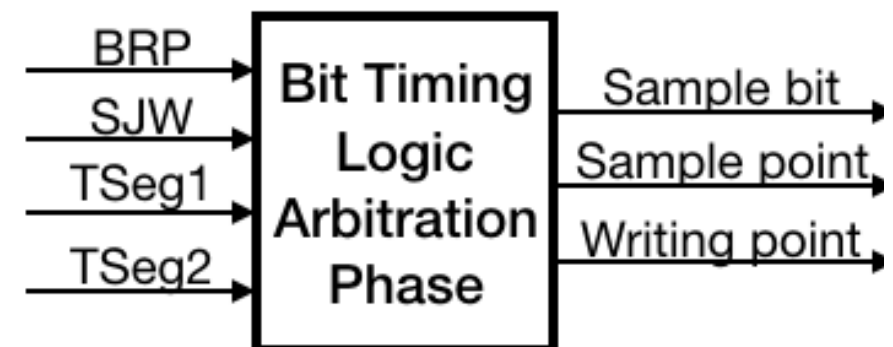 BRP
SJW
TSeg1
TSeg2
Bit Timing
Logic
Arbitration
Phase
Sample bit
Sample point
Writing point